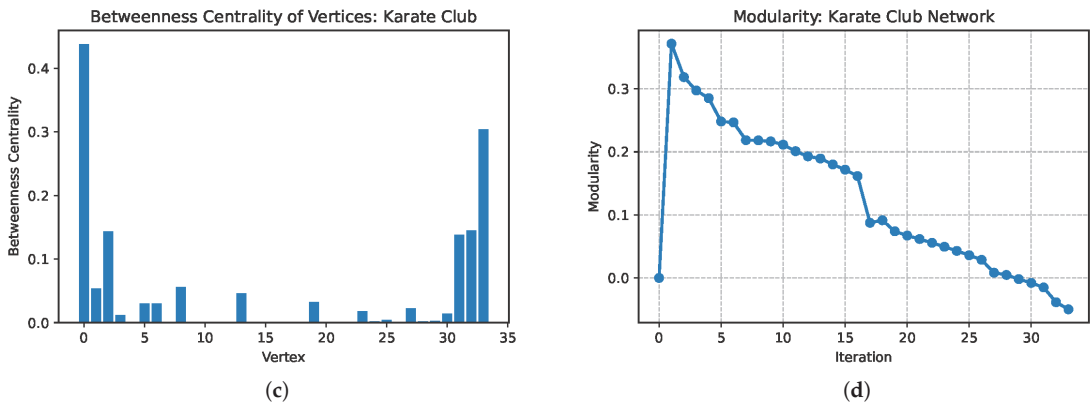 Betweenness Centrality of Vertices: Karate Club
0.4
0.3
0.2
0.1
0.0
Betweenness Centrality
0 5 10 15 20 25 30 35
Vertex
(c)
Modularity: Karate Club Network
0.3
0.2
0.1
0.0
Modularity
0 5 10 15 20 25 30
Iteration
(d)